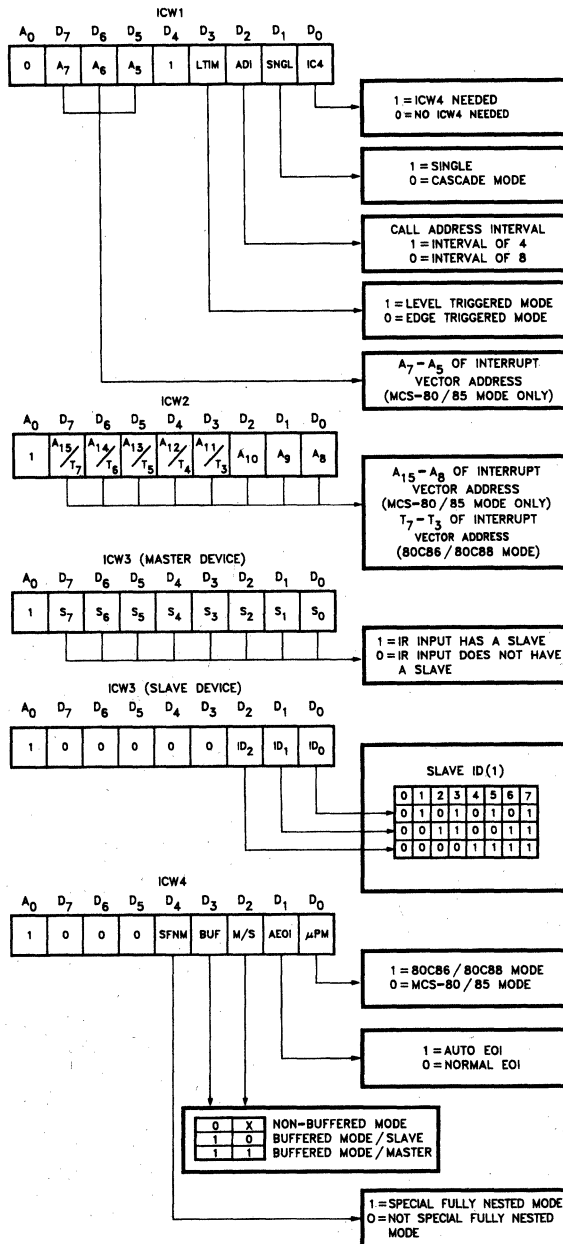 ICW1
A0 D7 D6 D5 D4 D3 D2 D1 D0
0 A7 A6 A5 1 LTIM ADI SNGL IC4
1 = ICW4 NEEDED
0 = NO ICW4 NEEDED
1 = SINGLE
0 = CASCADE MODE
CALL ADDRESS INTERVAL
1 = INTERVAL OF 4
0 = INTERVAL OF 8
1 = LEVEL TRIGGERED MODE
0 = EDGE TRIGGERED MODE
A7 – A5 OF INTERRUPT
VECTOR ADDRESS
(MCS-80/85 MODE ONLY)
ICW2
A0 D7 D6 D5 D4 D3 D2 D1 D0
1 A15/T7 A14/T6 A13/T5 A12/T4 A11/T3 A10 A9 A8
A15 – A8 OF INTERRUPT
VECTOR ADDRESS
(MCS-80/85 MODE ONLY)
T7 – T3 OF INTERRUPT
VECTOR ADDRESS
(80C86/80C88 MODE)
ICW3 (MASTER DEVICE)
A0 D7 D6 D5 D4 D3 D2 D1 D0
1 S7 S6 S5 S4 S3 S2 S1 S0
1 = IR INPUT HAS A SLAVE
0 = IR INPUT DOES NOT HAVE
A SLAVE
ICW3 (SLAVE DEVICE)
A0 D7 D6 D5 D4 D3 D2 D1 D0
1 0 0 0 0 0 ID2 ID1 ID0
SLAVE ID(1)
0 1 2 3 4 5 6 7
0 1 0 1 0 1 0 1
0 0 1 1 0 0 1 1
0 0 0 0 1 1 1 1
ICW4
A0 D7 D6 D5 D4 D3 D2 D1 D0
1 0 0 0 SFNM BUF M/S AEOI µPM
1 = 80C86/80C88 MODE
0 = MCS-80/85 MODE
1 = AUTO EOI
0 = NORMAL EOI
0 X NON-BUFFERED MODE
1 0 BUFFERED MODE/SLAVE
1 1 BUFFERED MODE/MASTER
1 = SPECIAL FULLY NESTED MODE
0 = NOT SPECIAL FULLY NESTED
MODE